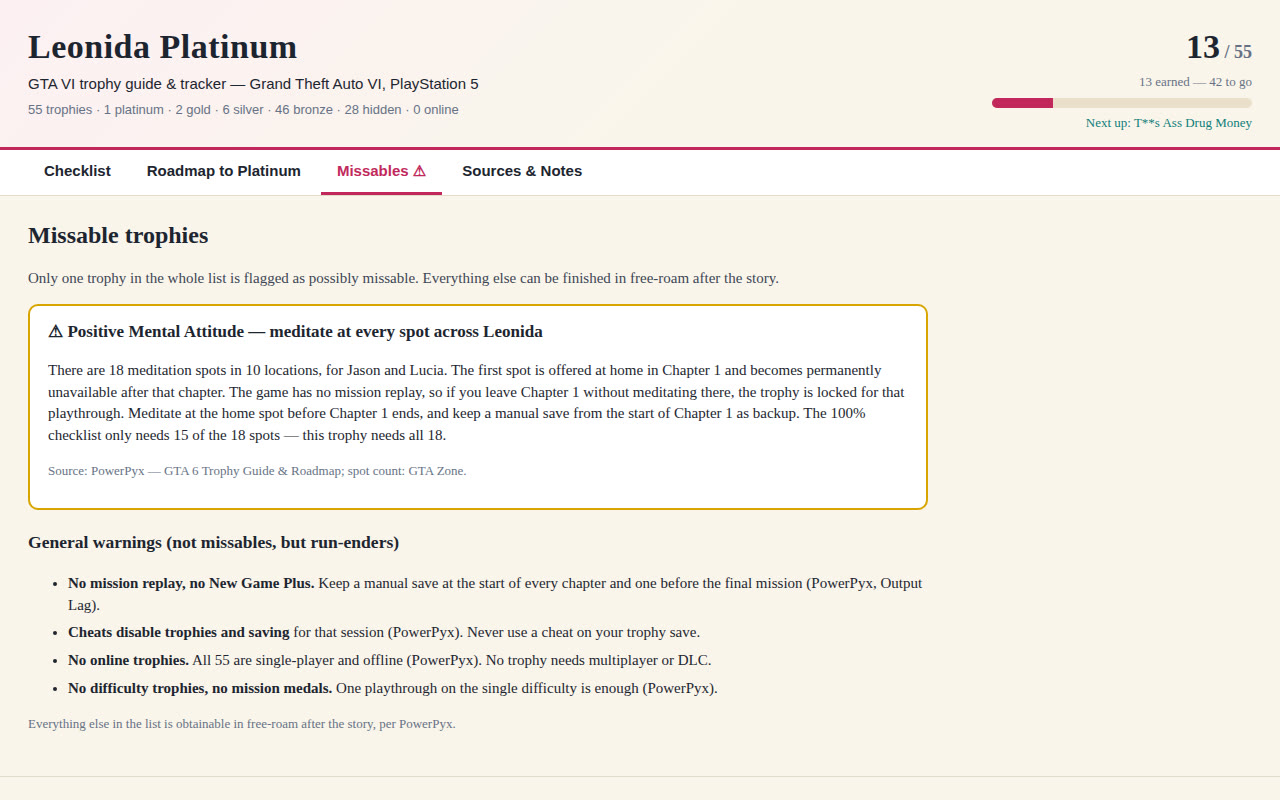 Leonida Platinum
GTA VI trophy guide & tracker — Grand Theft Auto VI, PlayStation 5
55 trophies · 1 platinum · 2 gold · 6 silver · 46 bronze · 28 hidden · 0 online
13 / 55
13 earned — 42 to go
Next up: T**s Ass Drug Money
Checklist
Roadmap to Platinum
Missables ⚠
Sources & Notes
Missable trophies
Only one trophy in the whole list is flagged as possibly missable. Everything else can be finished in free-roam after the story.
⚠ Positive Mental Attitude — meditate at every spot across Leonida
There are 18 meditation spots in 10 locations, for Jason and Lucia. The first spot is offered at home in Chapter 1 and becomes permanently
unavailable after that chapter. The game has no mission replay, so if you leave Chapter 1 without meditating there, the trophy is locked for that
playthrough. Meditate at the home spot before Chapter 1 ends, and keep a manual save from the start of Chapter 1 as backup. The 100%
checklist only needs 15 of the 18 spots — this trophy needs all 18.
Source: PowerPyx — GTA 6 Trophy Guide & Roadmap; spot count: GTA Zone.
General warnings (not missables, but run-enders)
• No mission replay, no New Game Plus. Keep a manual save at the start of every chapter and one before the final mission (PowerPyx, Output
Lag).
• Cheats disable trophies and saving for that session (PowerPyx). Never use a cheat on your trophy save.
• No online trophies. All 55 are single-player and offline (PowerPyx). No trophy needs multiplayer or DLC.
• No difficulty trophies, no mission medals. One playthrough on the single difficulty is enough (PowerPyx).
Everything else in the list is obtainable in free-roam after the story, per PowerPyx.